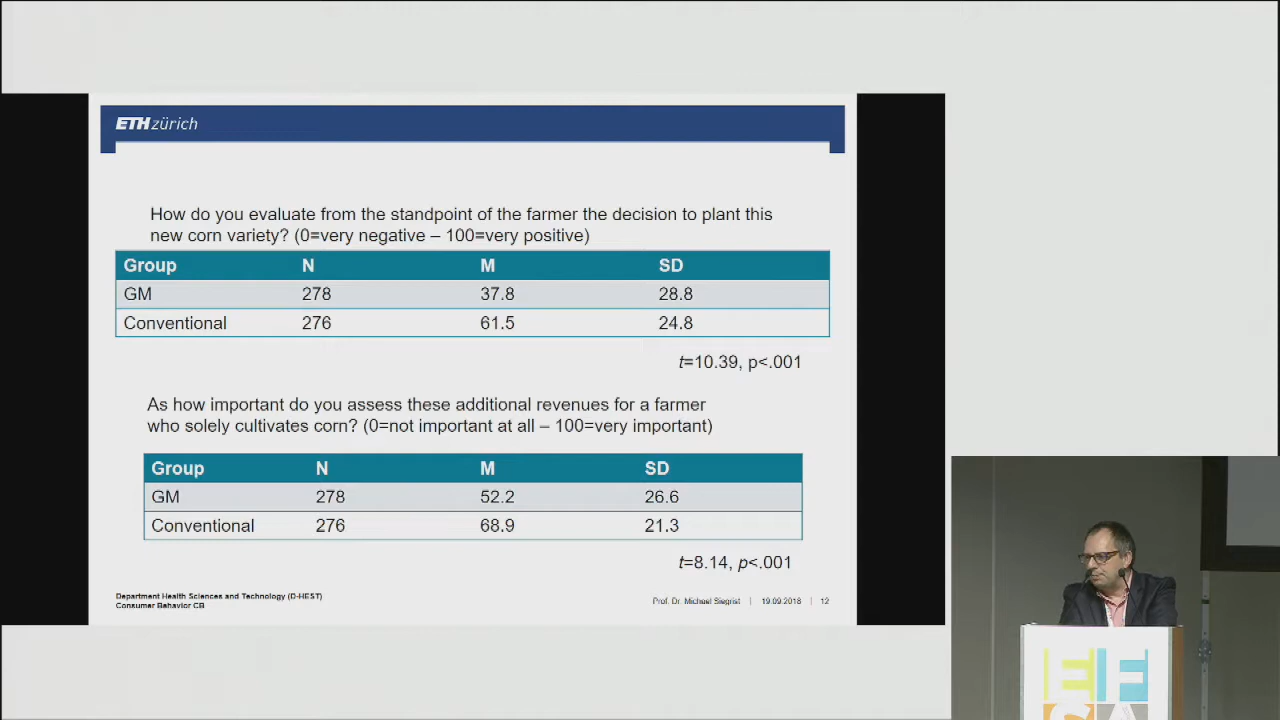 ETH zürich
How do you evaluate from the standpoint of the farmer the decision to plant this
new corn variety? (0=very negative – 100=very positive)
Group N M SD
GM 278 37.8 28.8
Conventional 276 61.5 24.8
t=10.39, p<.001
As how important do you assess these additional revenues for a farmer
who solely cultivates corn? (0=not important at all – 100=very important)
Group N M SD
GM 278 52.2 26.6
Conventional 276 68.9 21.3
t=8.14, p<.001
Department Health Sciences and Technology (D-HEST)
Consumer Behavior CB
Prof. Dr. Michael Siegrist | 19.09.2018 | 12
EF
SA